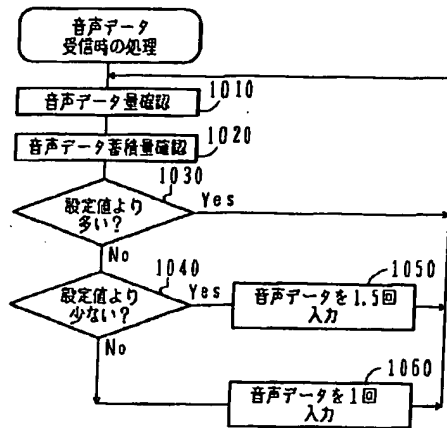 音声データ
受信時の処理
1010
音声データ量確認
1020
音声データ蓄積量確認
1030
設定値より
多い?
Yes
No
1040
設定値より
少ない?
Yes
1050
音声データを1.5回
入力
No
1060
音声データを1回
入力